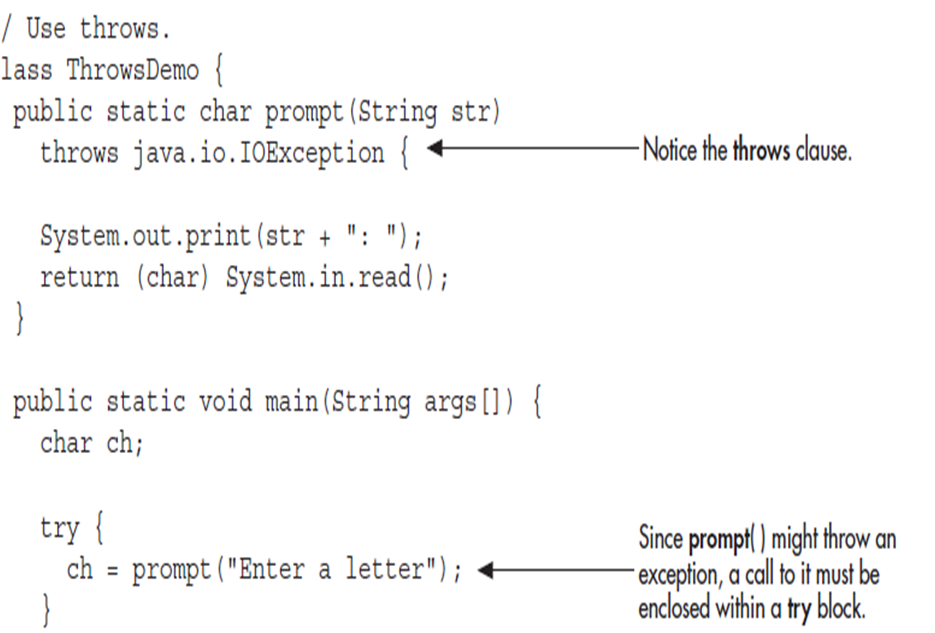 / Use throws.
lass ThrowsDemo {
public static char prompt(String str)
throws java.io.IOException {
Notice the throws clause.
System.out.print(str + ": ");
return (char) System.in.read();
}
public static void main(String args[]) {
char ch;
try {
ch = prompt("Enter a letter");
}
Since prompt( ) might throw an
exception, a call to it must be
enclosed within a try block.